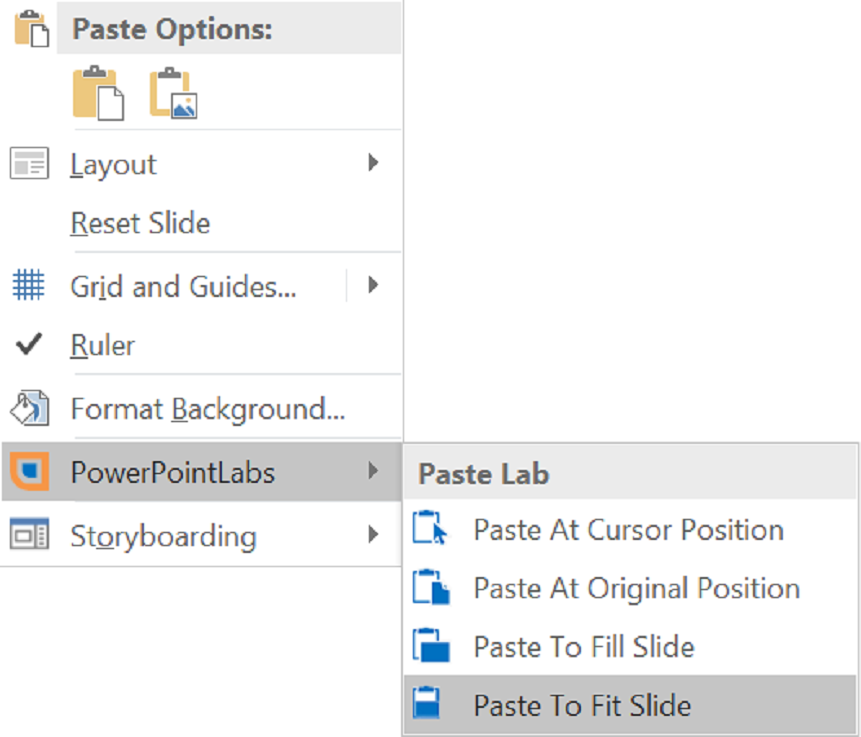 Paste Options:
Layout
Reset Slide
Grid and Guides...
Ruler
Format Background...
PowerPointLabs
Storyboarding
Paste Lab
Paste At Cursor Position
Paste At Original Position
Paste To Fill Slide
Paste To Fit Slide